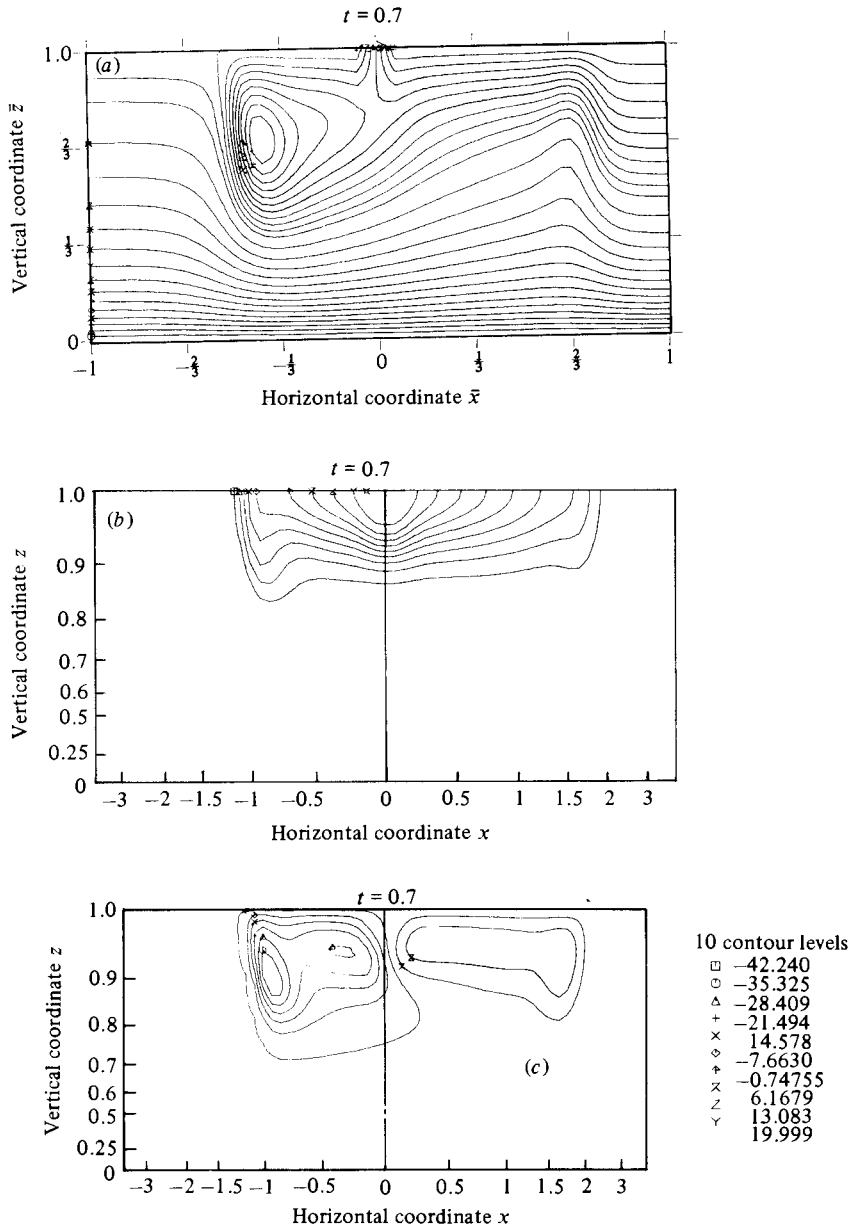 t = 0.7
(a)
1.0
2/3
1/3
0
Vertical coordinate z̄
−1
−2/3
−1/3
0
1/3
2/3
1
Horizontal coordinate x̄
t = 0.7
(b)
1.0
0.9
0.8
0.7
0.6
0.5
0.25
0
Vertical coordinate z
−3 −2 −1.5 −1 −0.5 0 0.5 1 1.5 2 3
Horizontal coordinate x
t = 0.7
1.0
0.9
0.8
0.7
0.6
0.5
0.25
0
Vertical coordinate z
(c)
−3 −2 −1.5 −1 −0.5 0 0.5 1 1.5 2 3
Horizontal coordinate x
10 contour levels
−42.240
−35.325
−28.409
−21.494
14.578
−7.6630
−0.74755
6.1679
13.083
19.999